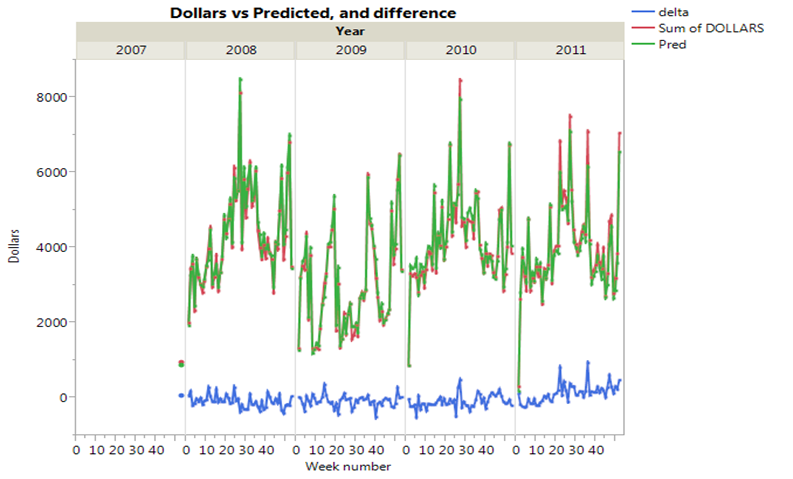 Dollars vs Predicted, and difference
Year
2007 2008 2009 2010 2011
delta
Sum of DOLLARS
Pred
8000
6000
4000
2000
0
Dollars
0 10 20 30 40 0 10 20 30 40 0 10 20 30 40 0 10 20 30 40 0 10 20 30 40
Week number